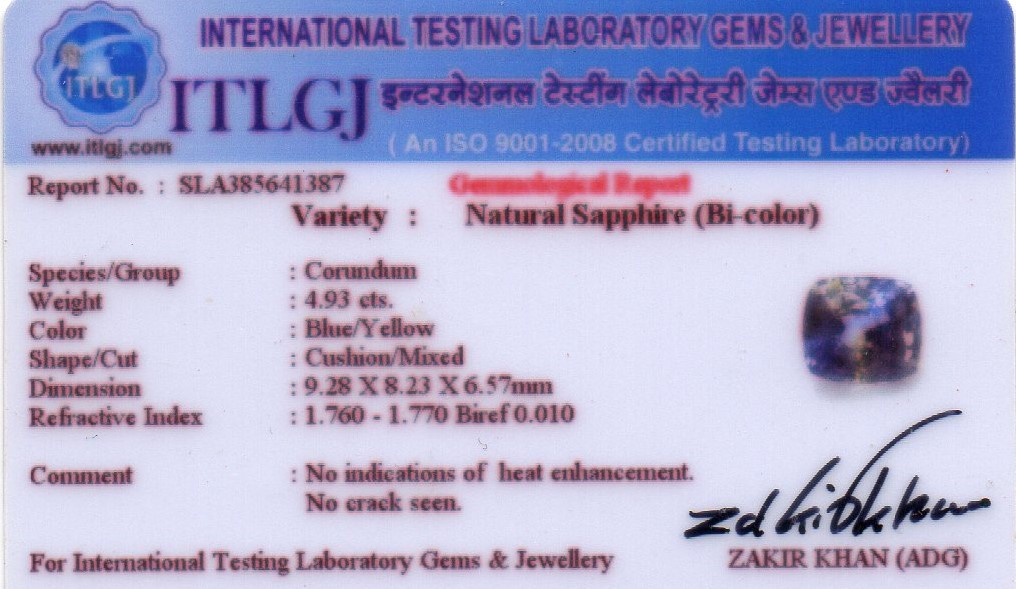 INTERNATIONAL TESTING LABORATORY GEMS & JEWELLERY
ITLGJ
ITLGJ इन्टरनेशनल टेस्टींग लेबोरेट्ररी जेम्स एण्ड ज्वैलरी
www.itlgj.com
( An ISO 9001-2008 Certified Testing Laboratory)
Report No. : SLA385641387
Gemmological Report
Variety : Natural Sapphire (Bi-color)
Species/Group : Corundum
Weight : 4.93 cts.
Color : Blue/Yellow
Shape/Cut : Cushion/Mixed
Dimension : 9.28 X 8.23 X 6.57mm
Refractive Index : 1.760 - 1.770 Biref 0.010
Comment : No indications of heat enhancement.
No crack seen.
For International Testing Laboratory Gems & Jewellery
ZAKIR KHAN (ADG)